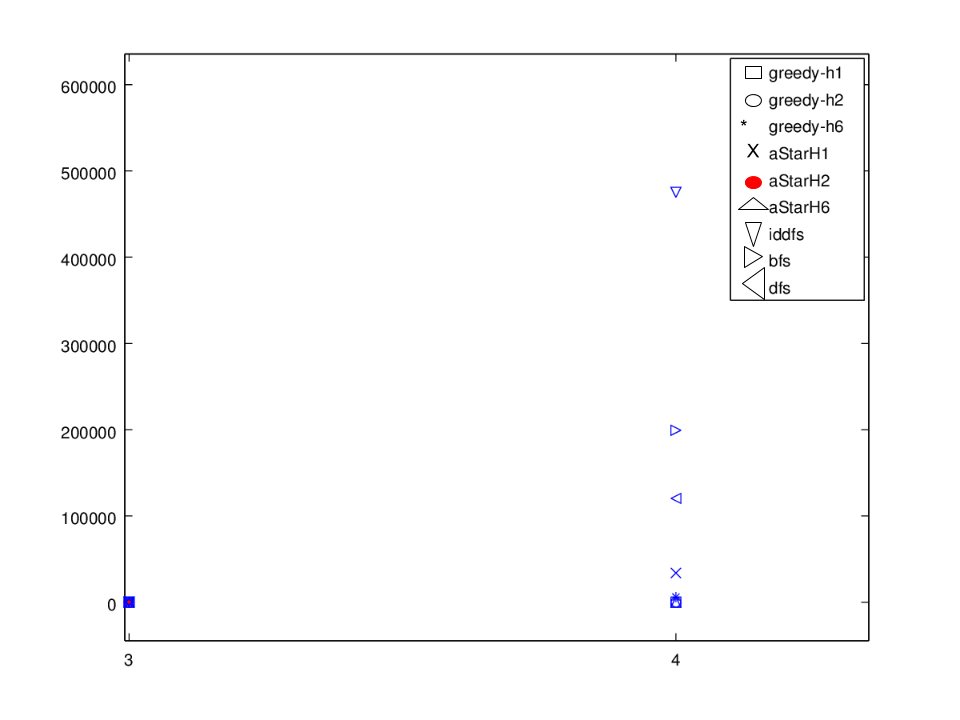 600000
500000
400000
300000
200000
100000
0
3
4
greedy-h1
greedy-h2
greedy-h6
aStarH1
aStarH2
aStarH6
iddfs
bfs
dfs